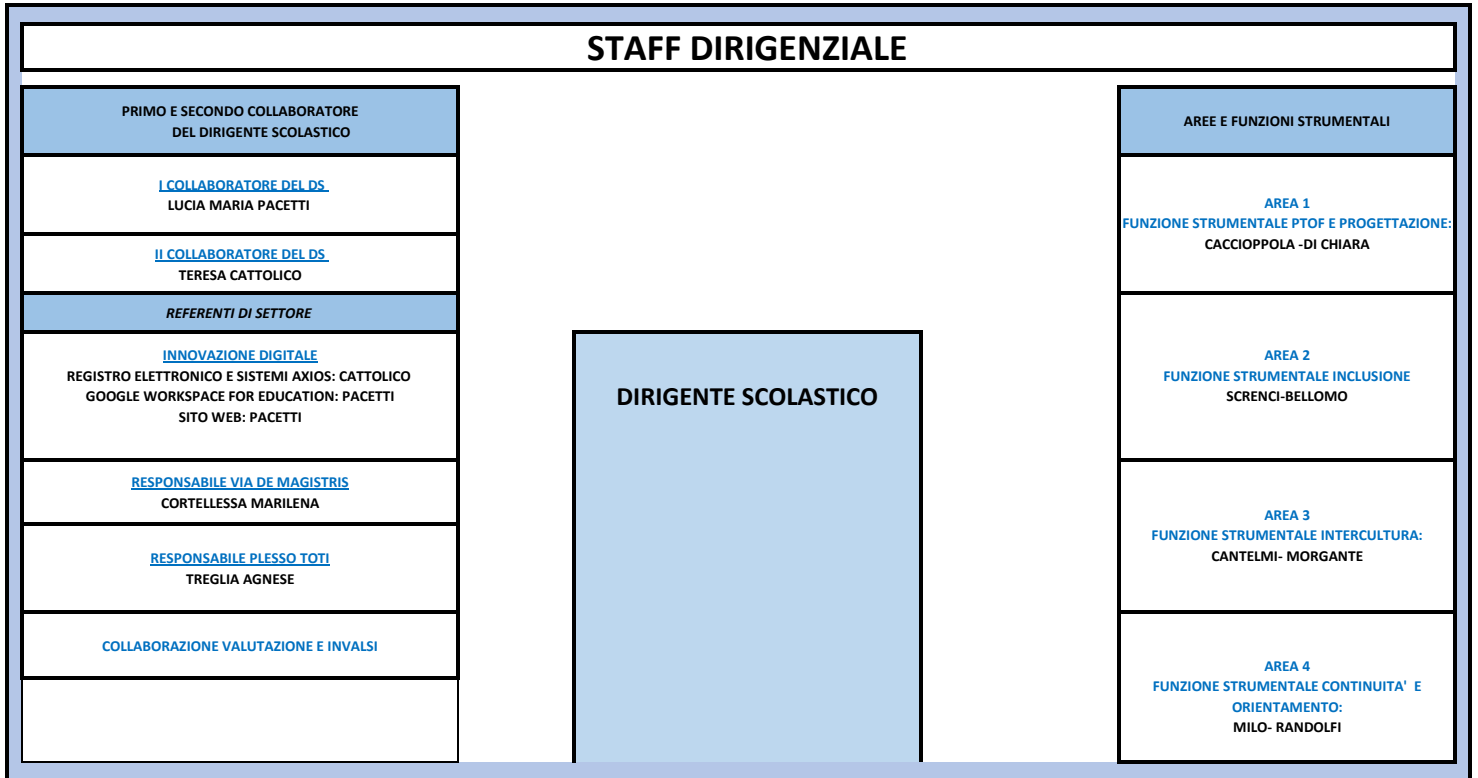 STAFF DIRIGENZIALE
PRIMO E SECONDO COLLABORATORE
DEL DIRIGENTE SCOLASTICO
I COLLABORATORE DEL DS
LUCIA MARIA PACETTI
II COLLABORATORE DEL DS
TERESA CATTOLICO
REFERENTI DI SETTORE
INNOVAZIONE DIGITALE
REGISTRO ELETTRONICO E SISTEMI AXIOS: CATTOLICO
GOOGLE WORKSPACE FOR EDUCATION: PACETTI
SITO WEB: PACETTI
RESPONSABILE VIA DE MAGISTRIS
CORTELLESSA MARILENA
RESPONSABILE PLESSO TOTI
TREGLIA AGNESE
COLLABORAZIONE VALUTAZIONE E INVALSI
DIRIGENTE SCOLASTICO
AREE E FUNZIONI STRUMENTALI
AREA 1
FUNZIONE STRUMENTALE PTOF E PROGETTAZIONE:
CACCIOPPOLA -DI CHIARA
AREA 2
FUNZIONE STRUMENTALE INCLUSIONE
SCRENCI-BELLOMO
AREA 3
FUNZIONE STRUMENTALE INTERCULTURA:
CANTELMI- MORGANTE
AREA 4
FUNZIONE STRUMENTALE CONTINUITA' E
ORIENTAMENTO:
MILO- RANDOLFI